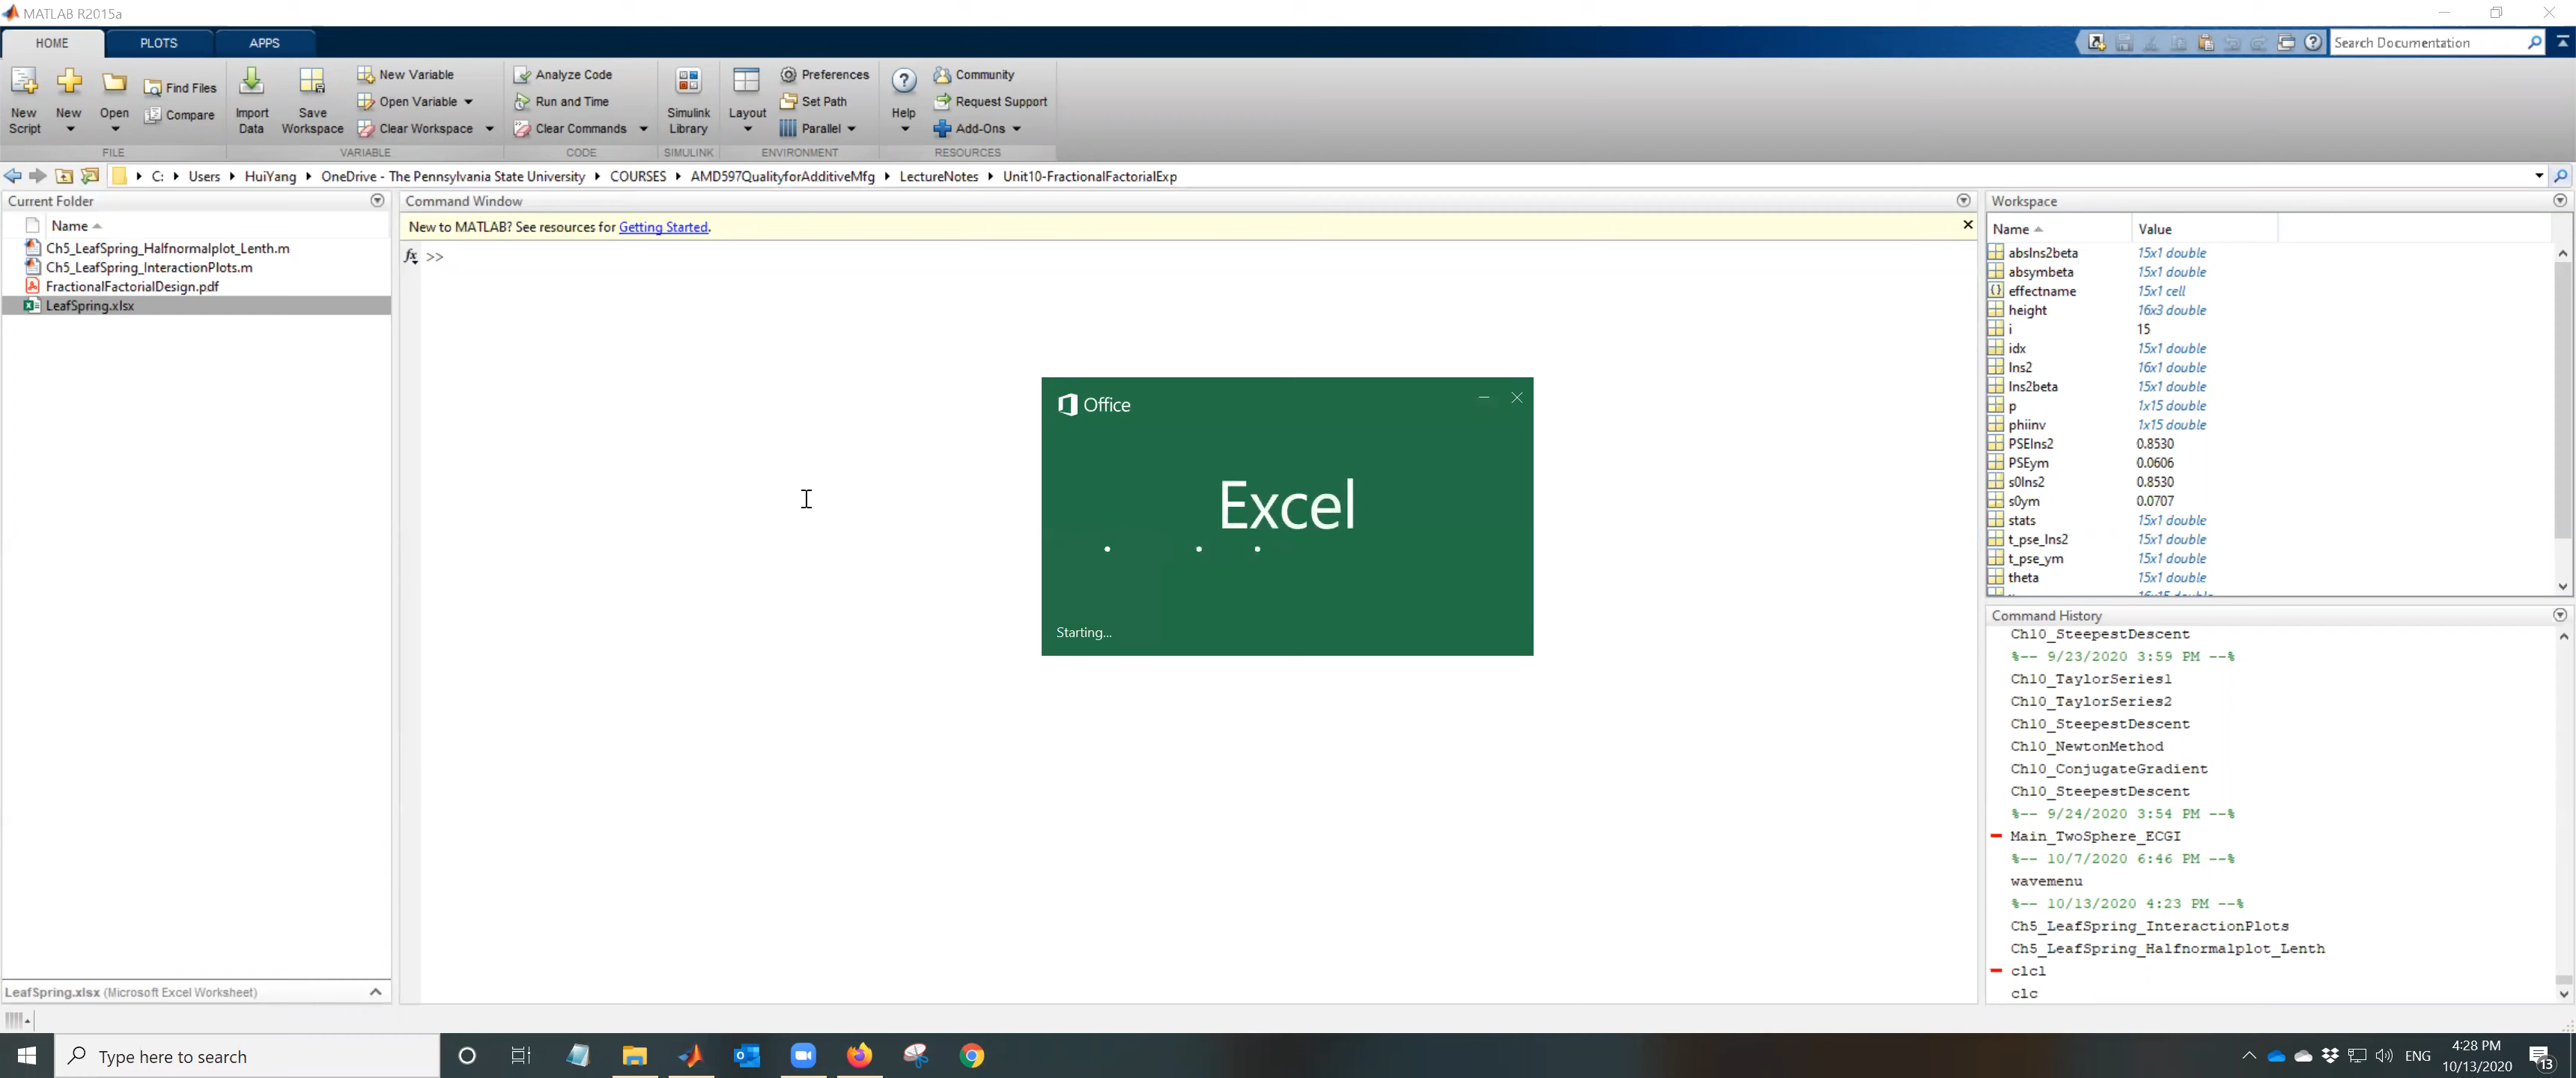 MATLAB R2015a
HOME PLOTS APPS
Search Documentation
New Script
New
Open
Find Files
Compare
FILE
Import Data
Save Workspace
New Variable
Open Variable
Clear Workspace
VARIABLE
Analyze Code
Run and Time
Clear Commands
CODE
Simulink Library
SIMULINK
Layout
Preferences
Set Path
Parallel
ENVIRONMENT
Help
Community
Request Support
Add-Ons
RESOURCES
C: Users HuiYang OneDrive - The Pennsylvania State University COURSES AMD597QualityforAdditiveMfg LectureNotes Unit10-FractionalFactorialExp
Current Folder
Name
Ch5_LeafSpring_Halfnormalplot_Lenth.m
Ch5_LeafSpring_InteractionPlots.m
FractionalFactorialDesign.pdf
LeafSpring.xlsx
LeafSpring.xlsx (Microsoft Excel Worksheet)
Command Window
New to MATLAB? See resources for Getting Started.
fx >>
Office
Excel
Starting...
Workspace
Name Value
absIns2beta 15x1 double
absymbeta 15x1 double
effectname 15x1 cell
height 16x3 double
i 15
idx 15x1 double
Ins2 16x1 double
Ins2beta 15x1 double
p 1x15 double
phiinv 1x15 double
PSEIns2 0.8530
PSEym 0.0606
s0Ins2 0.8530
s0ym 0.0707
stats 15x1 double
t_pse_Ins2 15x1 double
t_pse_ym 15x1 double
theta 15x1 double
Command History
Ch10_SteepestDescent
%-- 9/23/2020 3:59 PM --%
Ch10_TaylorSeries1
Ch10_TaylorSeries2
Ch10_SteepestDescent
Ch10_NewtonMethod
Ch10_ConjugateGradient
Ch10_SteepestDescent
%-- 9/24/2020 3:54 PM --%
Main_TwoSphere_ECGI
%-- 10/7/2020 6:46 PM --%
wavemenu
%-- 10/13/2020 4:23 PM --%
Ch5_LeafSpring_InteractionPlots
Ch5_LeafSpring_Halfnormalplot_Lenth
clcl
clc
Type here to search
ENG
4:28 PM
10/13/2020
13